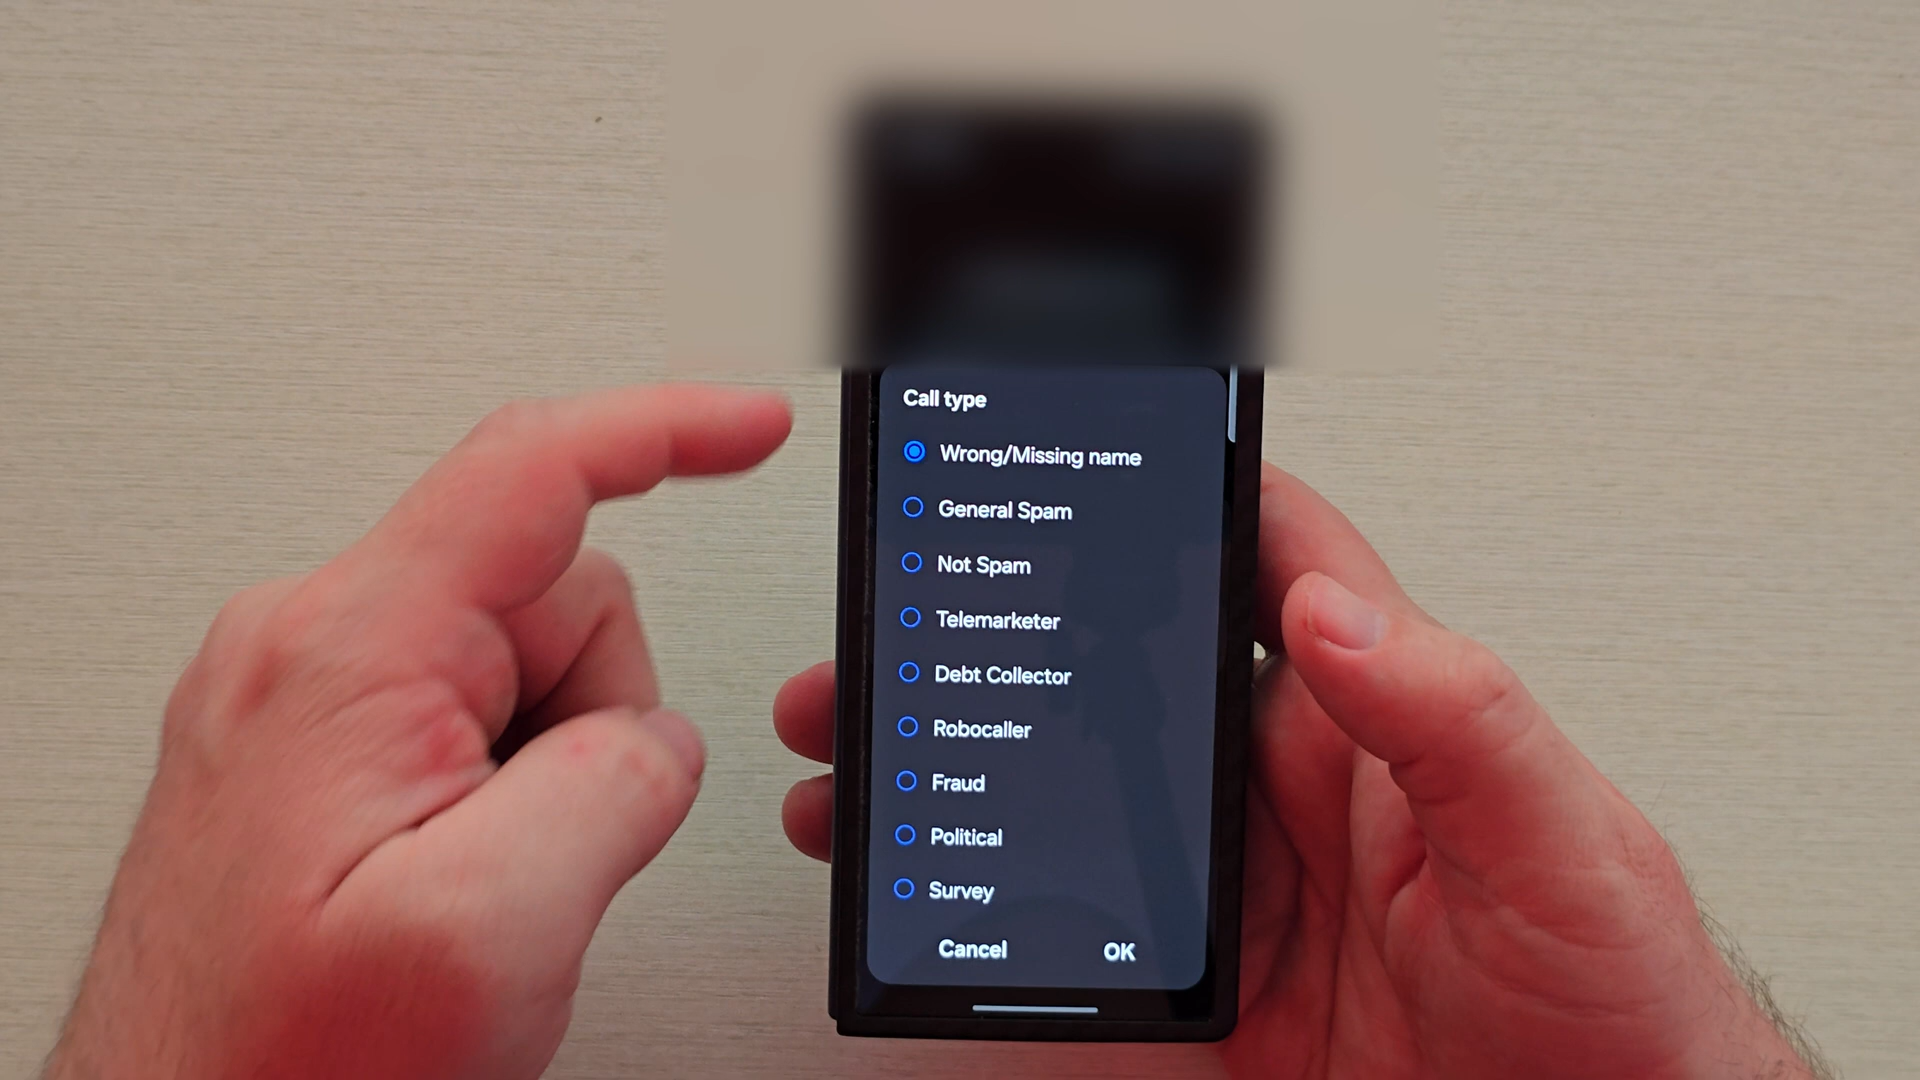 Call type
Wrong/Missing name
General Spam
Not Spam
Telemarketer
Debt Collector
Robocaller
Fraud
Political
Survey
Cancel OK